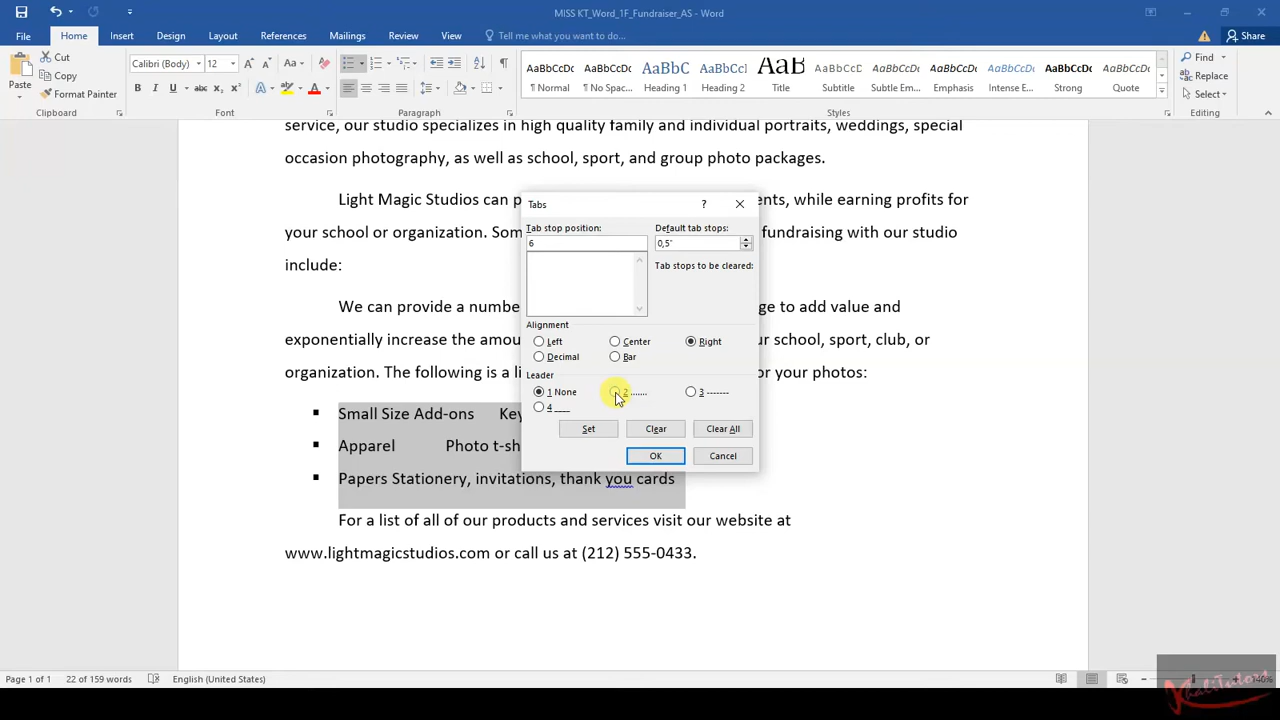 MISS KT_Word_1F_Fundraiser_AS - Word
File Home Insert Design Layout References Mailings Review View Tell me what you want to do... Share
Paste
Cut
Copy
Format Painter
Clipboard
Calibri (Body) 12
Font
Paragraph
AaBbCcDc AaBbCcDc AaBbC AaBbCcI AaB AaBbCcD AaBbCcDt AaBbCcDt AaBbCcDt AaBbCcDc AaBbCcDc
¶ Normal ¶ No Spac... Heading 1 Heading 2 Title Subtitle Subtle Em... Emphasis Intense E... Strong Quote
Styles
Find
Replace
Select
Editing
service, our studio specializes in high quality family and individual portraits, weddings, special
occasion photography, as well as school, sport, and group photo packages.
Light Magic Studios can p ents, while earning profits for
your school or organization. Som fundraising with our studio
include:
We can provide a numbe ge to add value and
exponentially increase the amou ur school, sport, club, or
organization. The following is a li or your photos:
Small Size Add-ons Key
Apparel Photo t-sh
Papers Stationery, invitations, thank you cards
For a list of all of our products and services visit our website at
www.lightmagicstudios.com or call us at (212) 555-0433.
Tabs ?
Tab stop position: Default tab stops:
6 0,5"
Tab stops to be cleared:
Alignment
Left Center Right
Decimal Bar
Leader
1 None 2 ....... 3 -------
4 ____
Set Clear Clear All
OK Cancel
Page 1 of 1 22 of 159 words English (United States)
KhaliTutors